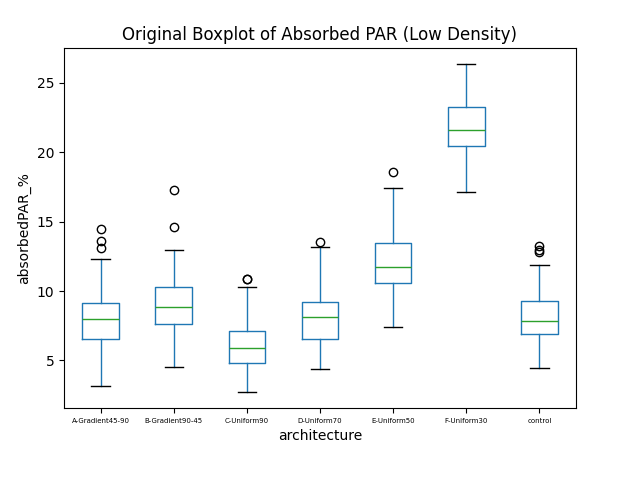 Original Boxplot of Absorbed PAR (Low Density)
absorbedPAR_%
25
20
15
10
5
A-Gradient45-90 B-Gradient90-45 C-Uniform90 D-Uniform70 E-Uniform50 F-Uniform30 control
architecture